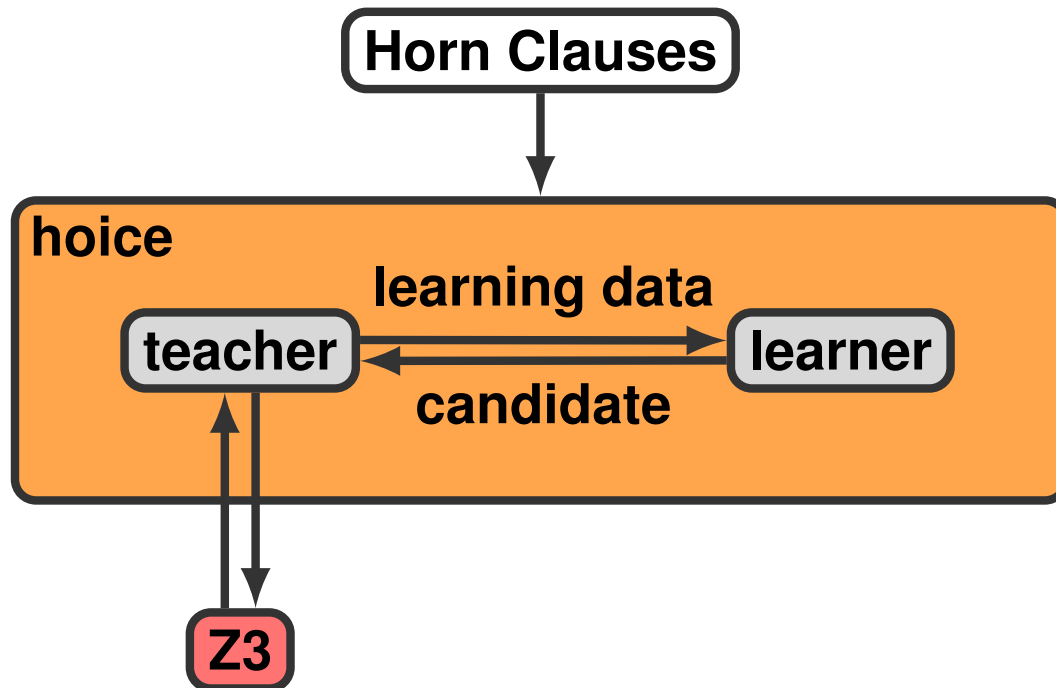 Horn Clauses
hoice
learning data
teacher
learner
candidate
Z3